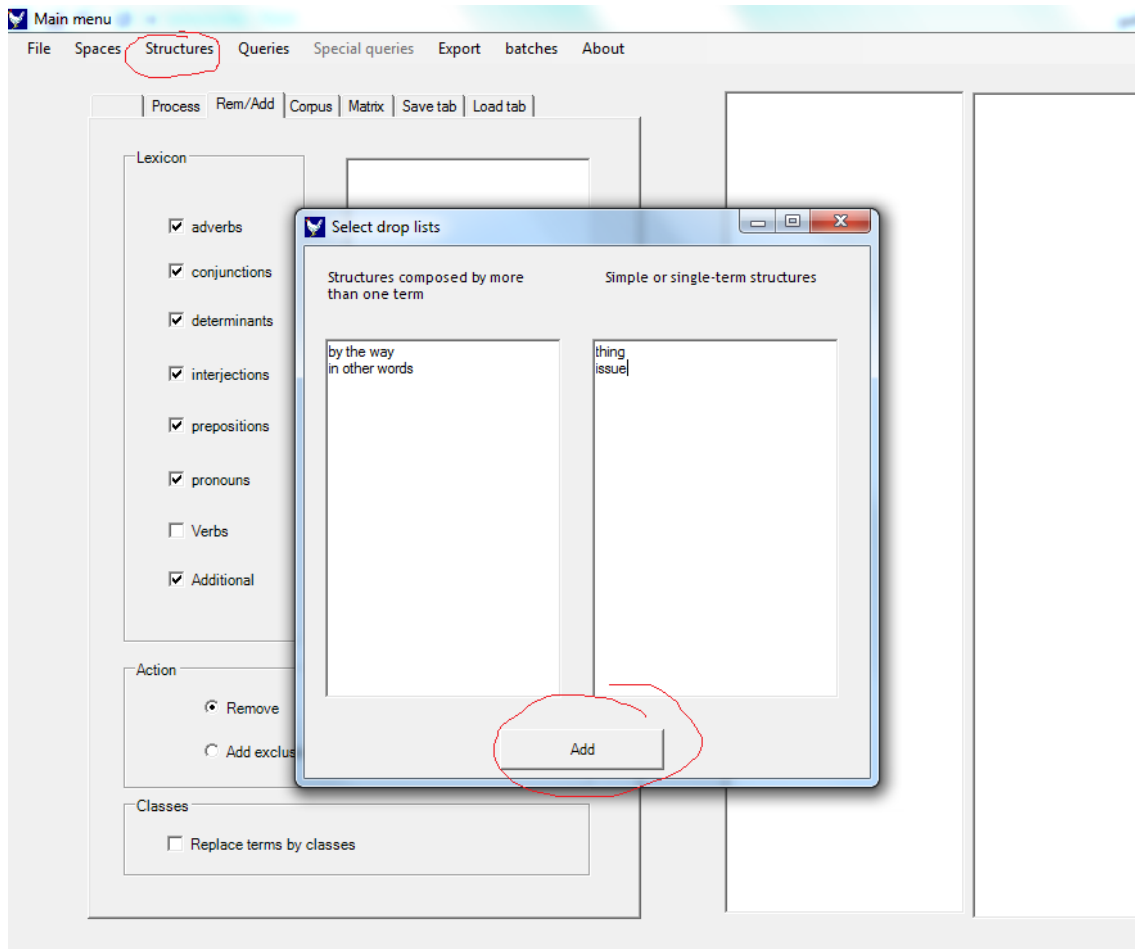 Main menu
File Spaces Structures Queries Special queries Export batches About
Process Rem/Add Corpus Matrix Save tab Load tab
Lexicon
adverbs
conjunctions
determinants
interjections
prepositions
pronouns
Verbs
Additional
Action
Remove
Add exclus
Classes
Replace terms by classes
Select drop lists
Structures composed by more
than one term
Simple or single-term structures
by the way
in other words
thing
issue
Add